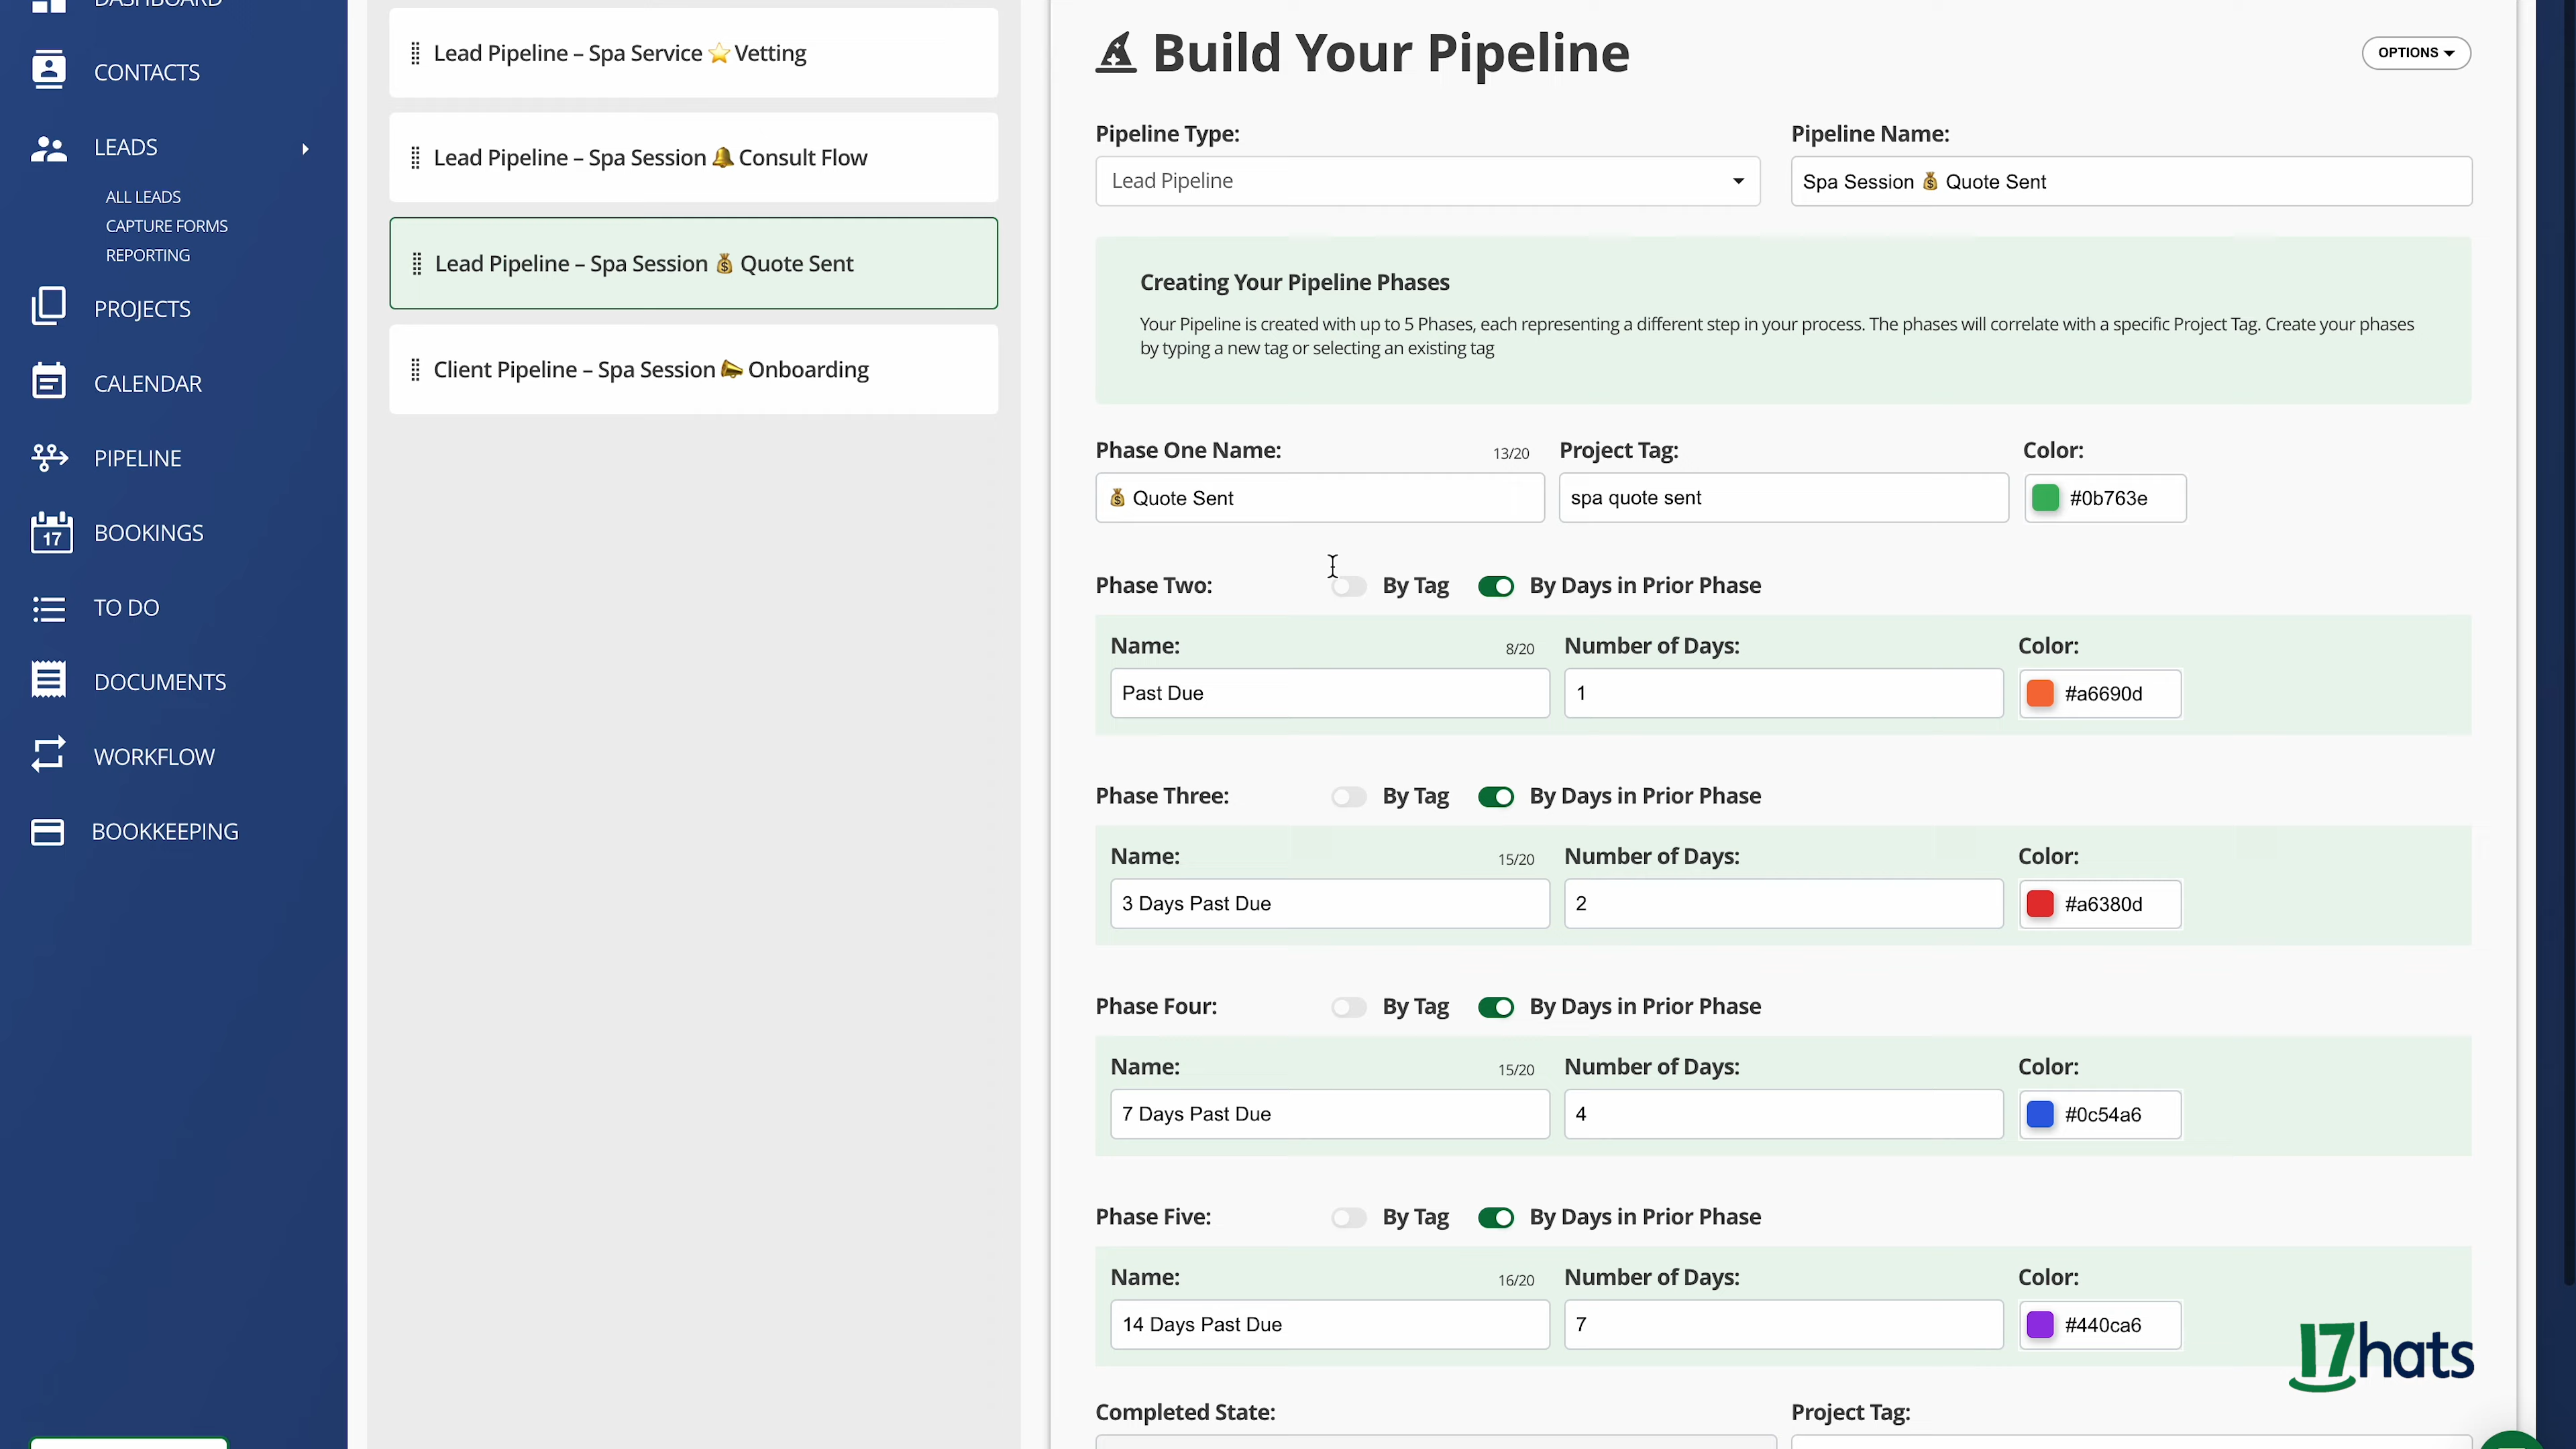 DASHBOARD
CONTACTS
LEADS
ALL LEADS
CAPTURE FORMS
REPORTING
PROJECTS
CALENDAR
PIPELINE
17
BOOKINGS
TO DO
DOCUMENTS
WORKFLOW
BOOKKEEPING
Lead Pipeline – Spa Service ⭐ Vetting
Lead Pipeline – Spa Session 🔔 Consult Flow
Lead Pipeline – Spa Session 💰 Quote Sent
Client Pipeline – Spa Session 📣 Onboarding
Build Your Pipeline
OPTIONS
Pipeline Type:
Pipeline Name:
Lead Pipeline
Spa Session 💰 Quote Sent
Creating Your Pipeline Phases
Your Pipeline is created with up to 5 Phases, each representing a different step in your process. The phases will correlate with a specific Project Tag. Create your phases
by typing a new tag or selecting an existing tag
Phase One Name: 13/20 Project Tag: Color:
💰 Quote Sent spa quote sent #0b763e
Phase Two: By Tag By Days in Prior Phase
Name: 8/20 Number of Days: Color:
Past Due 1 #a6690d
Phase Three: By Tag By Days in Prior Phase
Name: 15/20 Number of Days: Color:
3 Days Past Due 2 #a6380d
Phase Four: By Tag By Days in Prior Phase
Name: 15/20 Number of Days: Color:
7 Days Past Due 4 #0c54a6
Phase Five: By Tag By Days in Prior Phase
Name: 16/20 Number of Days: Color:
14 Days Past Due 7 #440ca6
17hats
Completed State: Project Tag: